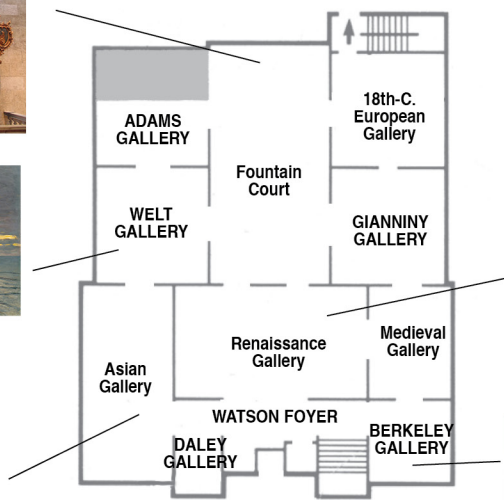 18th-C.
European
Gallery
ADAMS
GALLERY
Fountain
Court
WELT
GALLERY
GIANNINY
GALLERY
Renaissance
Gallery
Medieval
Gallery
Asian
Gallery
WATSON FOYER
DALEY
GALLERY
BERKELEY
GALLERY